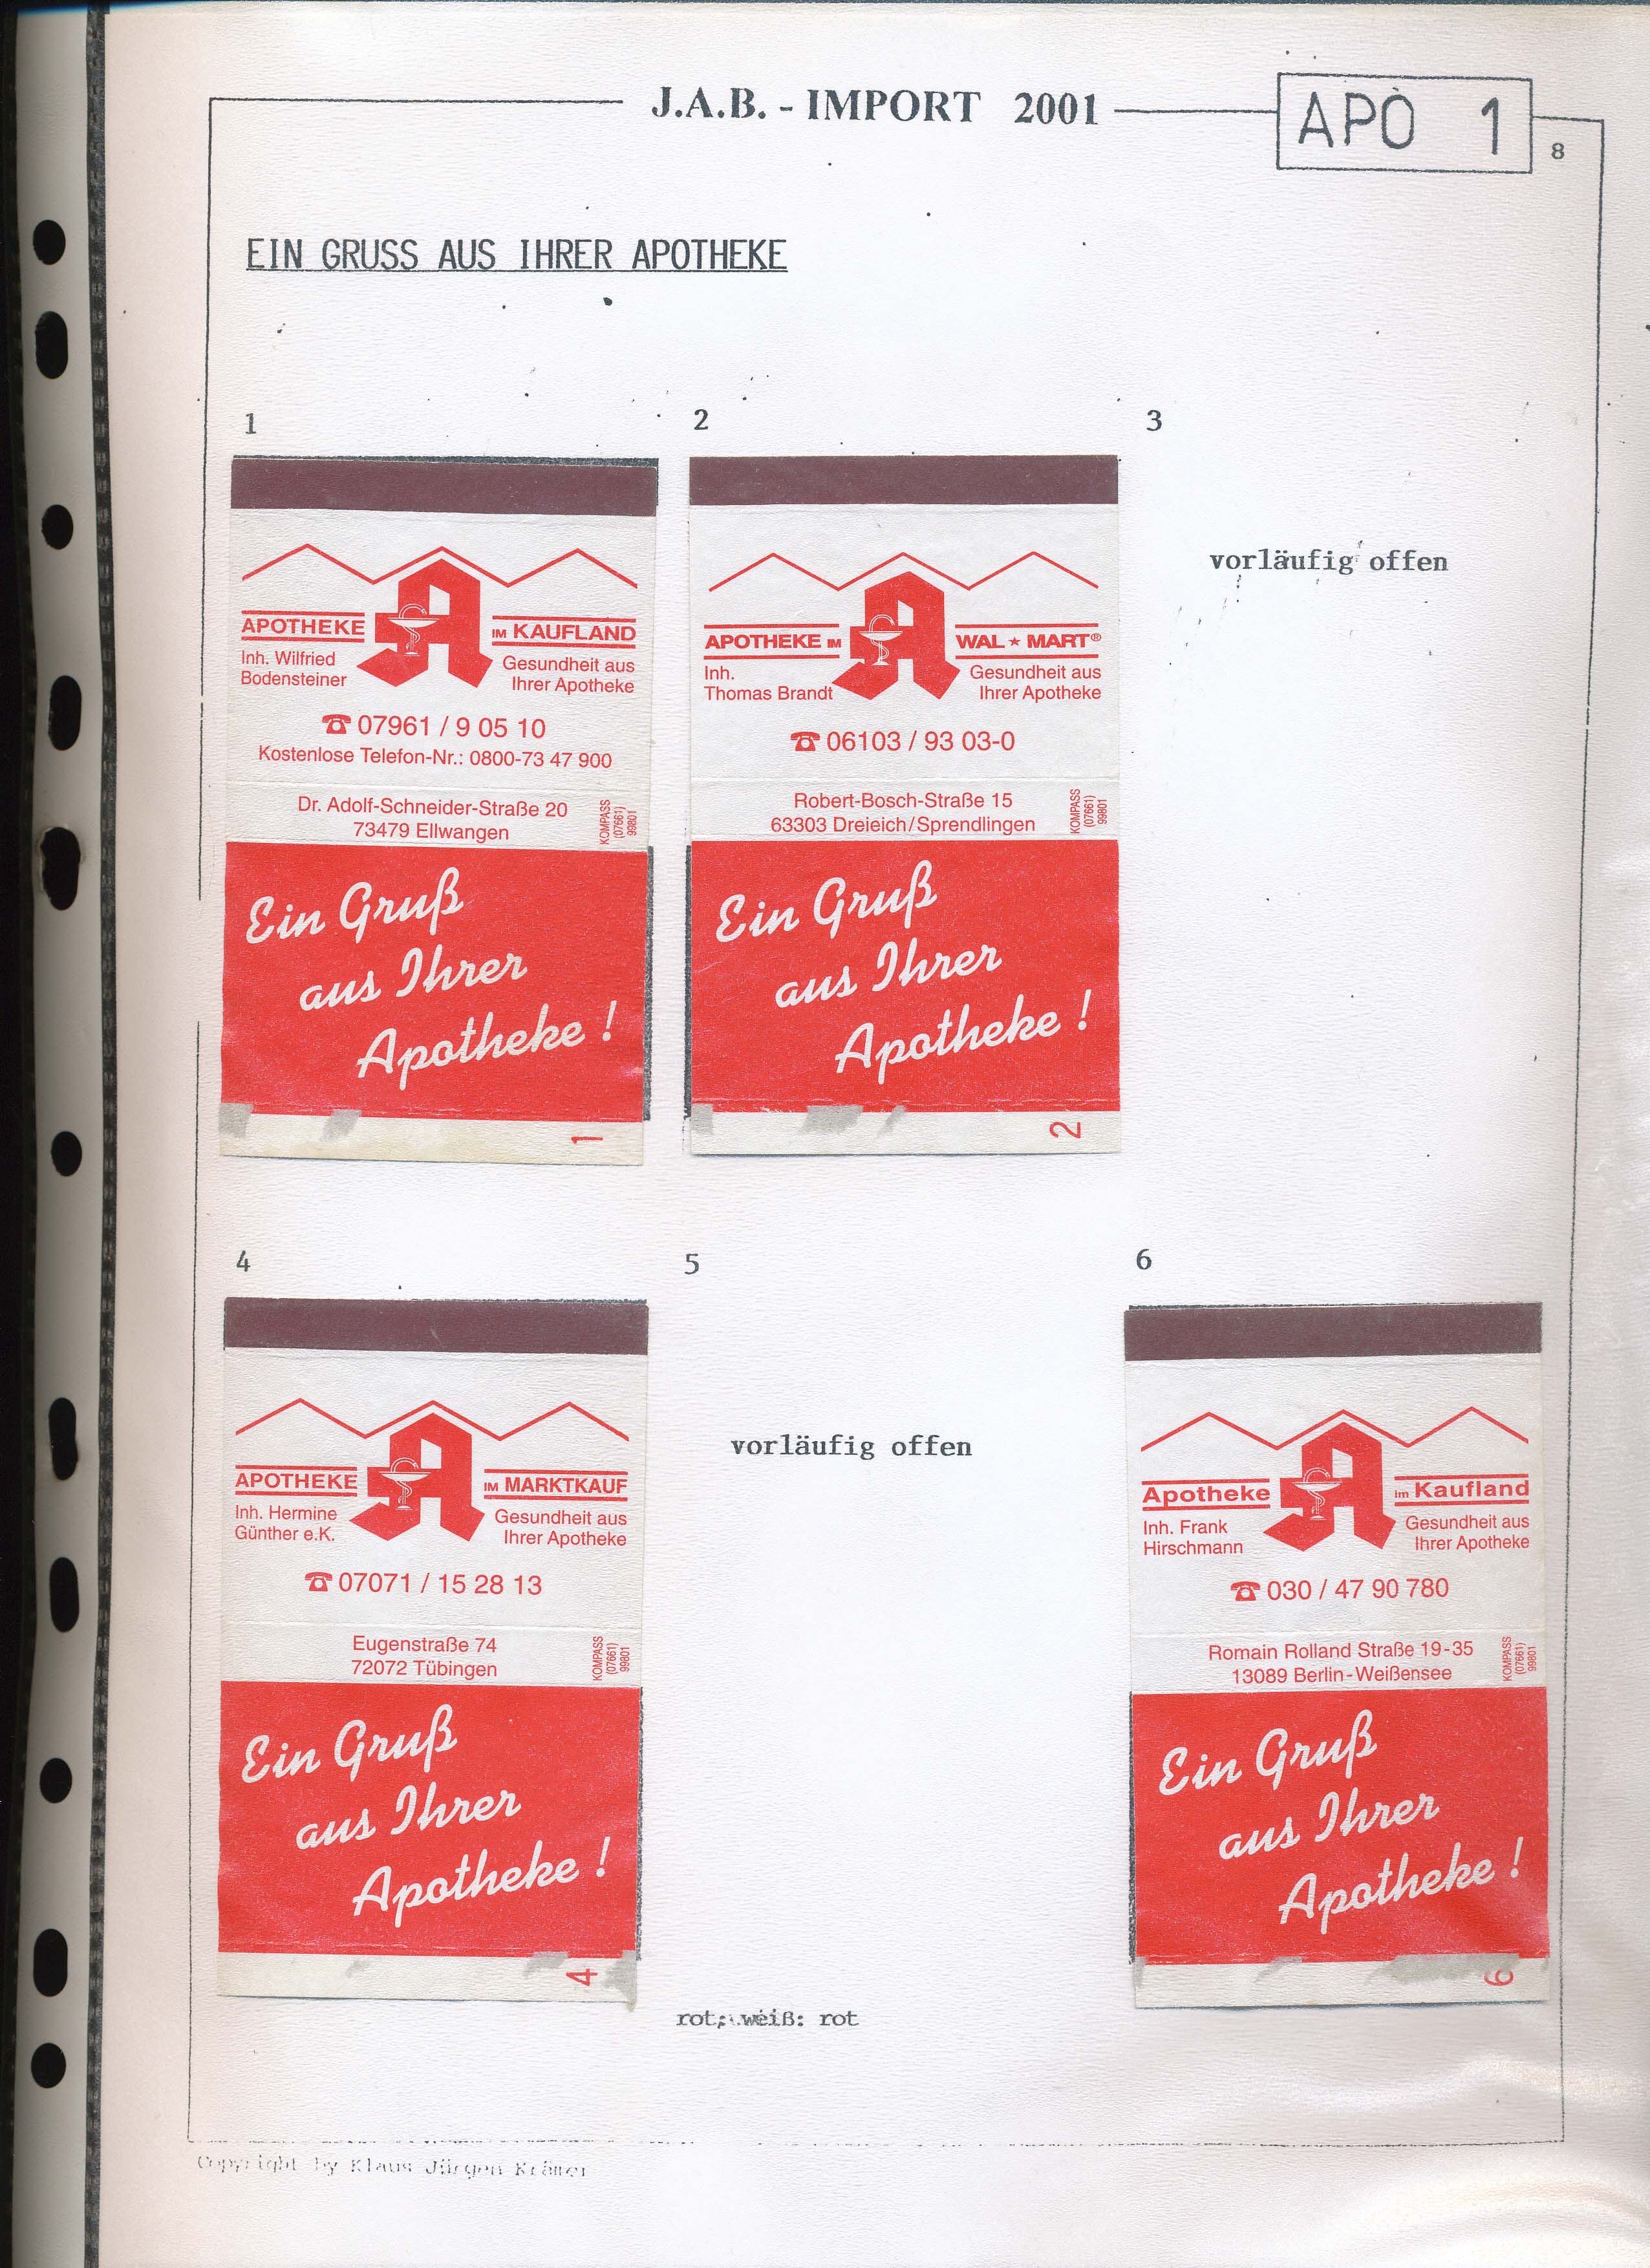 J.A.B. - IMPORT 2001
APO 1
8
EIN GRUSS AUS IHRER APOTHEKE
1
2
3
APOTHEKE IM KAUFLAND
Inh. Wilfried
Bodensteiner
Gesundheit aus
Ihrer Apotheke
☎ 07961 / 9 05 10
Kostenlose Telefon-Nr.: 0800-73 47 900
Dr. Adolf-Schneider-Straße 20
73479 Ellwangen
KOMPASS
(07661)
99801
Ein Gruß
aus Ihrer
Apotheke !
1
APOTHEKE IM WAL ★ MART®
Inh.
Thomas Brandt
Gesundheit aus
Ihrer Apotheke
☎ 06103 / 93 03-0
Robert-Bosch-Straße 15
63303 Dreieich/Sprendlingen
KOMPASS
(07661)
99801
Ein Gruß
aus Ihrer
Apotheke !
2
vorläufig offen
4
5
6
APOTHEKE IM MARKTKAUF
Inh. Hermine
Günther e.K.
Gesundheit aus
Ihrer Apotheke
☎ 07071 / 15 28 13
Eugenstraße 74
72072 Tübingen
KOMPASS
(07661)
99801
Ein Gruß
aus Ihrer
Apotheke !
4
vorläufig offen
Apotheke im Kaufland
Inh. Frank
Hirschmann
Gesundheit aus
Ihrer Apotheke
☎ 030 / 47 90 780
Romain Rolland Straße 19-35
13089 Berlin-Weißensee
KOMPASS
(07661)
99801
Ein Gruß
aus Ihrer
Apotheke !
6
rot; weiß: rot
Copyright by Klaus Jürgen Krämer